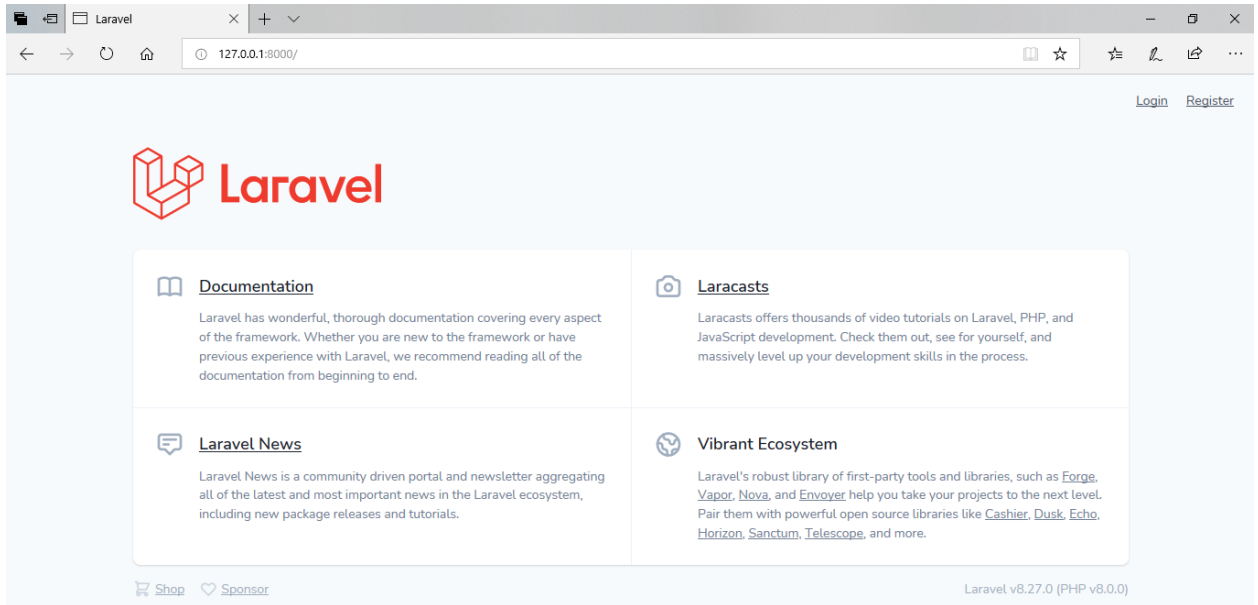 Laravel
127.0.0.1:8000/
Login Register
Laravel
Documentation
Laravel has wonderful, thorough documentation covering every aspect
of the framework. Whether you are new to the framework or have
previous experience with Laravel, we recommend reading all of the
documentation from beginning to end.
Laracasts
Laracasts offers thousands of video tutorials on Laravel, PHP, and
JavaScript development. Check them out, see for yourself, and
massively level up your development skills in the process.
Laravel News
Laravel News is a community driven portal and newsletter aggregating
all of the latest and most important news in the Laravel ecosystem,
including new package releases and tutorials.
Vibrant Ecosystem
Laravel's robust library of first-party tools and libraries, such as Forge,
Vapor, Nova, and Envoyer help you take your projects to the next level.
Pair them with powerful open source libraries like Cashier, Dusk, Echo,
Horizon, Sanctum, Telescope, and more.
Shop Sponsor
Laravel v8.27.0 (PHP v8.0.0)